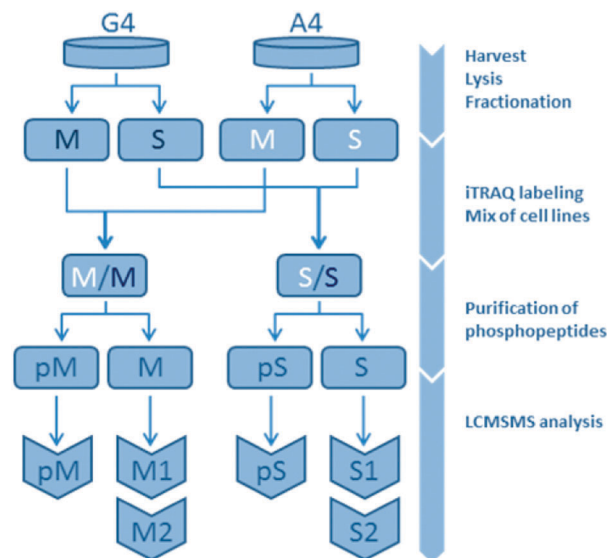 G4 A4
Harvest
Lysis
Fractionation
M S M S
iTRAQ labeling
Mix of cell lines
M/M S/S
Purification of
phosphopeptides
pM M pS S
LCMSMS analysis
pM M1 pS S1
M2 S2